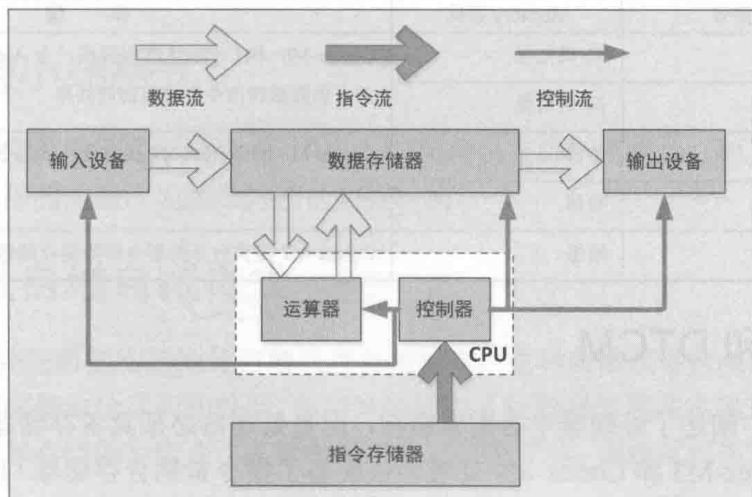 数据流 指令流 控制流
输入设备 数据存储器 输出设备
运算器 控制器
CPU
指令存储器
DTCM